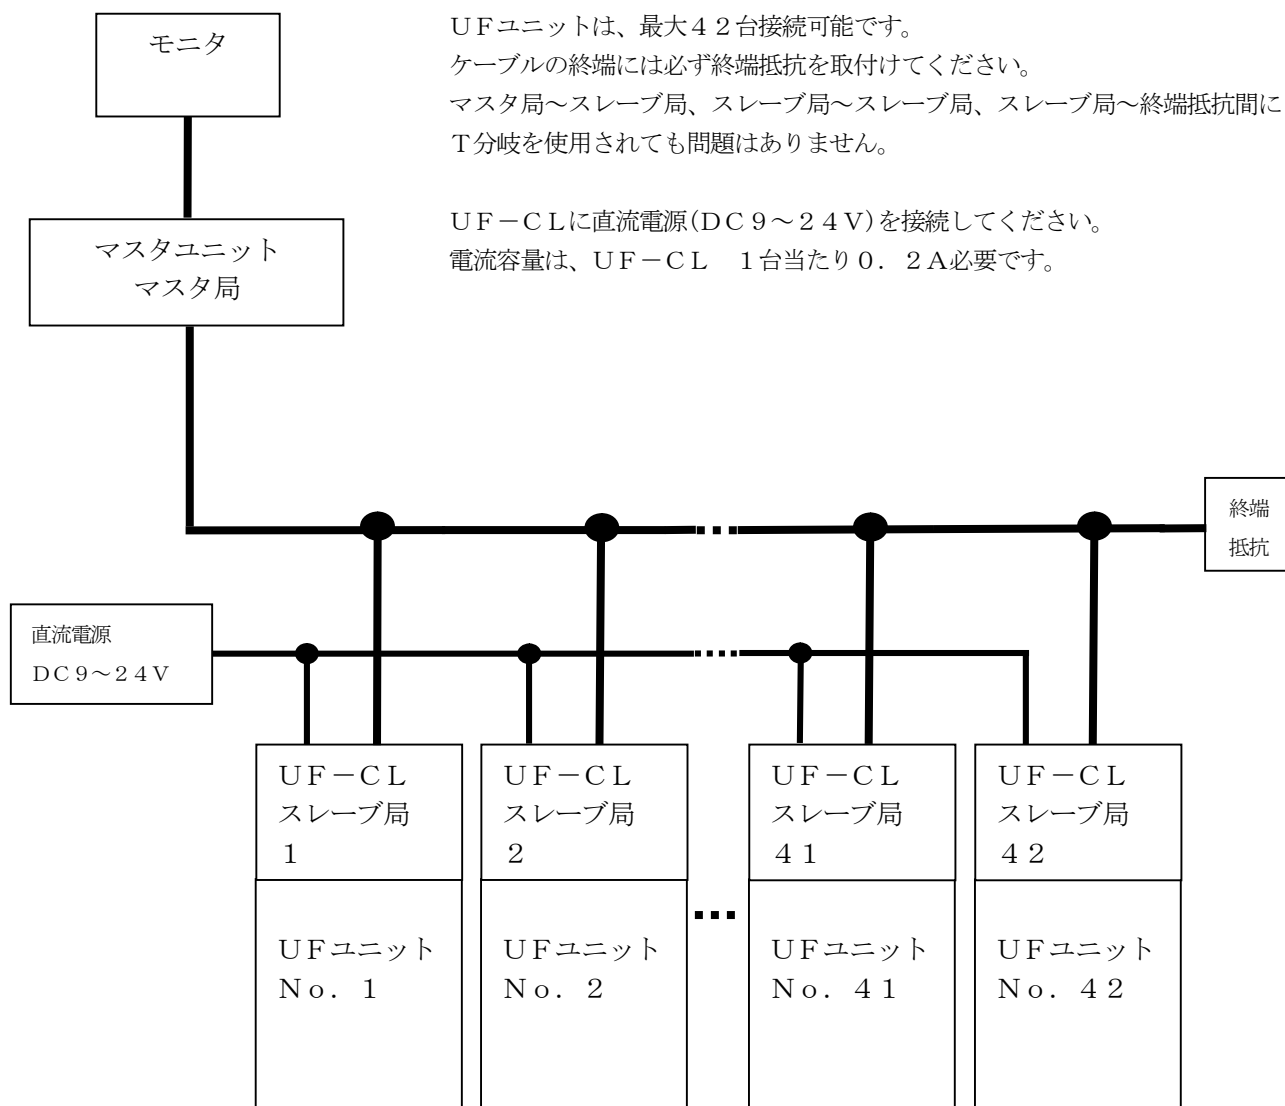 モニタ
ＵＦユニットは、最大４２台接続可能です。
ケーブルの終端には必ず終端抵抗を取付けてください。
マスタ局～スレーブ局、スレーブ局～スレーブ局、スレーブ局～終端抵抗間に
Ｔ分岐を使用されても問題はありません。
ＵＦ－ＣＬに直流電源（ＤＣ９～２４Ｖ）を接続してください。
電流容量は、ＵＦ－ＣＬ　１台当たり０．２Ａ必要です。
マスタユニット
マスタ局
終端
抵抗
直流電源
ＤＣ９～２４Ｖ
ＵＦ－ＣＬ
スレーブ局
１
ＵＦ－ＣＬ
スレーブ局
２
ＵＦ－ＣＬ
スレーブ局
４１
ＵＦ－ＣＬ
スレーブ局
４２
ＵＦユニット
Ｎｏ．１
ＵＦユニット
Ｎｏ．２
ＵＦユニット
Ｎｏ．４１
ＵＦユニット
Ｎｏ．４２